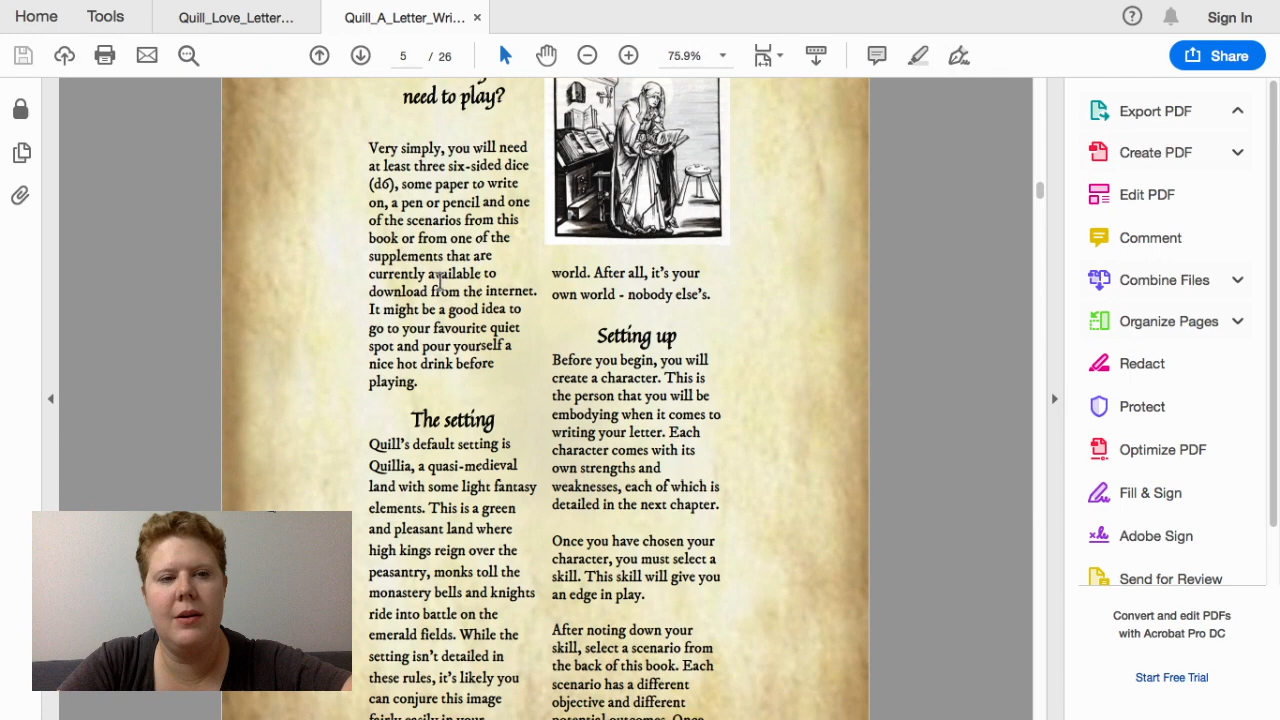 Home
Tools
Quill_Love_Letter...
Quill_A_Letter_Wri...
Sign In
5
/ 26
75.9%
Share
need to play?
Very simply, you will need
at least three six-sided dice
(d6), some paper to write
on, a pen or pencil and one
of the scenarios from this
book or from one of the
supplements that are
currently available to
download from the internet.
It might be a good idea to
go to your favourite quiet
spot and pour yourself a
nice hot drink before
playing.
The setting
Quill's default setting is
Quillia, a quasi-medieval
land with some light fantasy
elements. This is a green
and pleasant land where
high kings reign over the
peasantry, monks toll the
monastery bells and knights
ride into battle on the
emerald fields. While the
setting isn't detailed in
these rules, it's likely you
can conjure this image
fairly easily in your
world. After all, it's your
own world - nobody else's.
Setting up
Before you begin, you will
create a character. This is
the person that you will be
embodying when it comes to
writing your letter. Each
character comes with its
own strengths and
weaknesses, each of which is
detailed in the next chapter.
Once you have chosen your
character, you must select a
skill. This skill will give you
an edge in play.
After noting down your
skill, select a scenario from
the back of this book. Each
scenario has a different
objective and different
potential outcomes. Once
Export PDF
Create PDF
Edit PDF
Comment
Combine Files
Organize Pages
Redact
Protect
Optimize PDF
Fill & Sign
Adobe Sign
Send for Review
Convert and edit PDFs
with Acrobat Pro DC
Start Free Trial